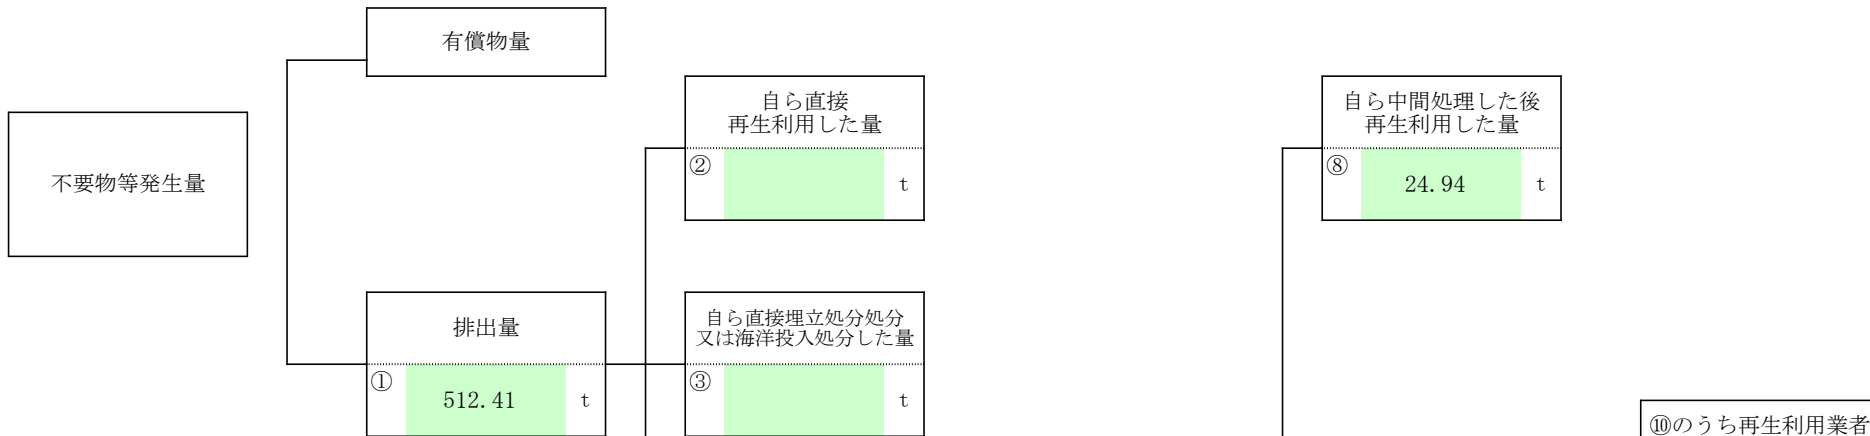 有償物量
自ら直接
再生利用した量
②
t
自ら中間処理した後
再生利用した量
⑧
24.94 t
不要物等発生量
排出量
①
512.41 t
自ら直接埋立処分処分
又は海洋投入処分した量
③
t
⑩のうち再生利用業者